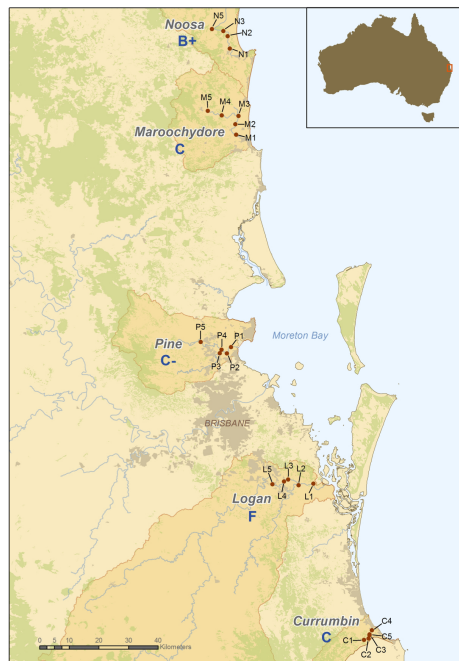 N5
N3
Noosa
N2
B+
N1
M5
M4
M3
M2
Maroochydore
M1
C
P5
P4
P1
Pine
Moreton Bay
C-
P3
P2
BRISBANE
L5
L3
L2
L4
L1
Logan
F
Currumbin
C4
C
C1
C5
C3
C2
0 5 10 20 30 40
Kilometers